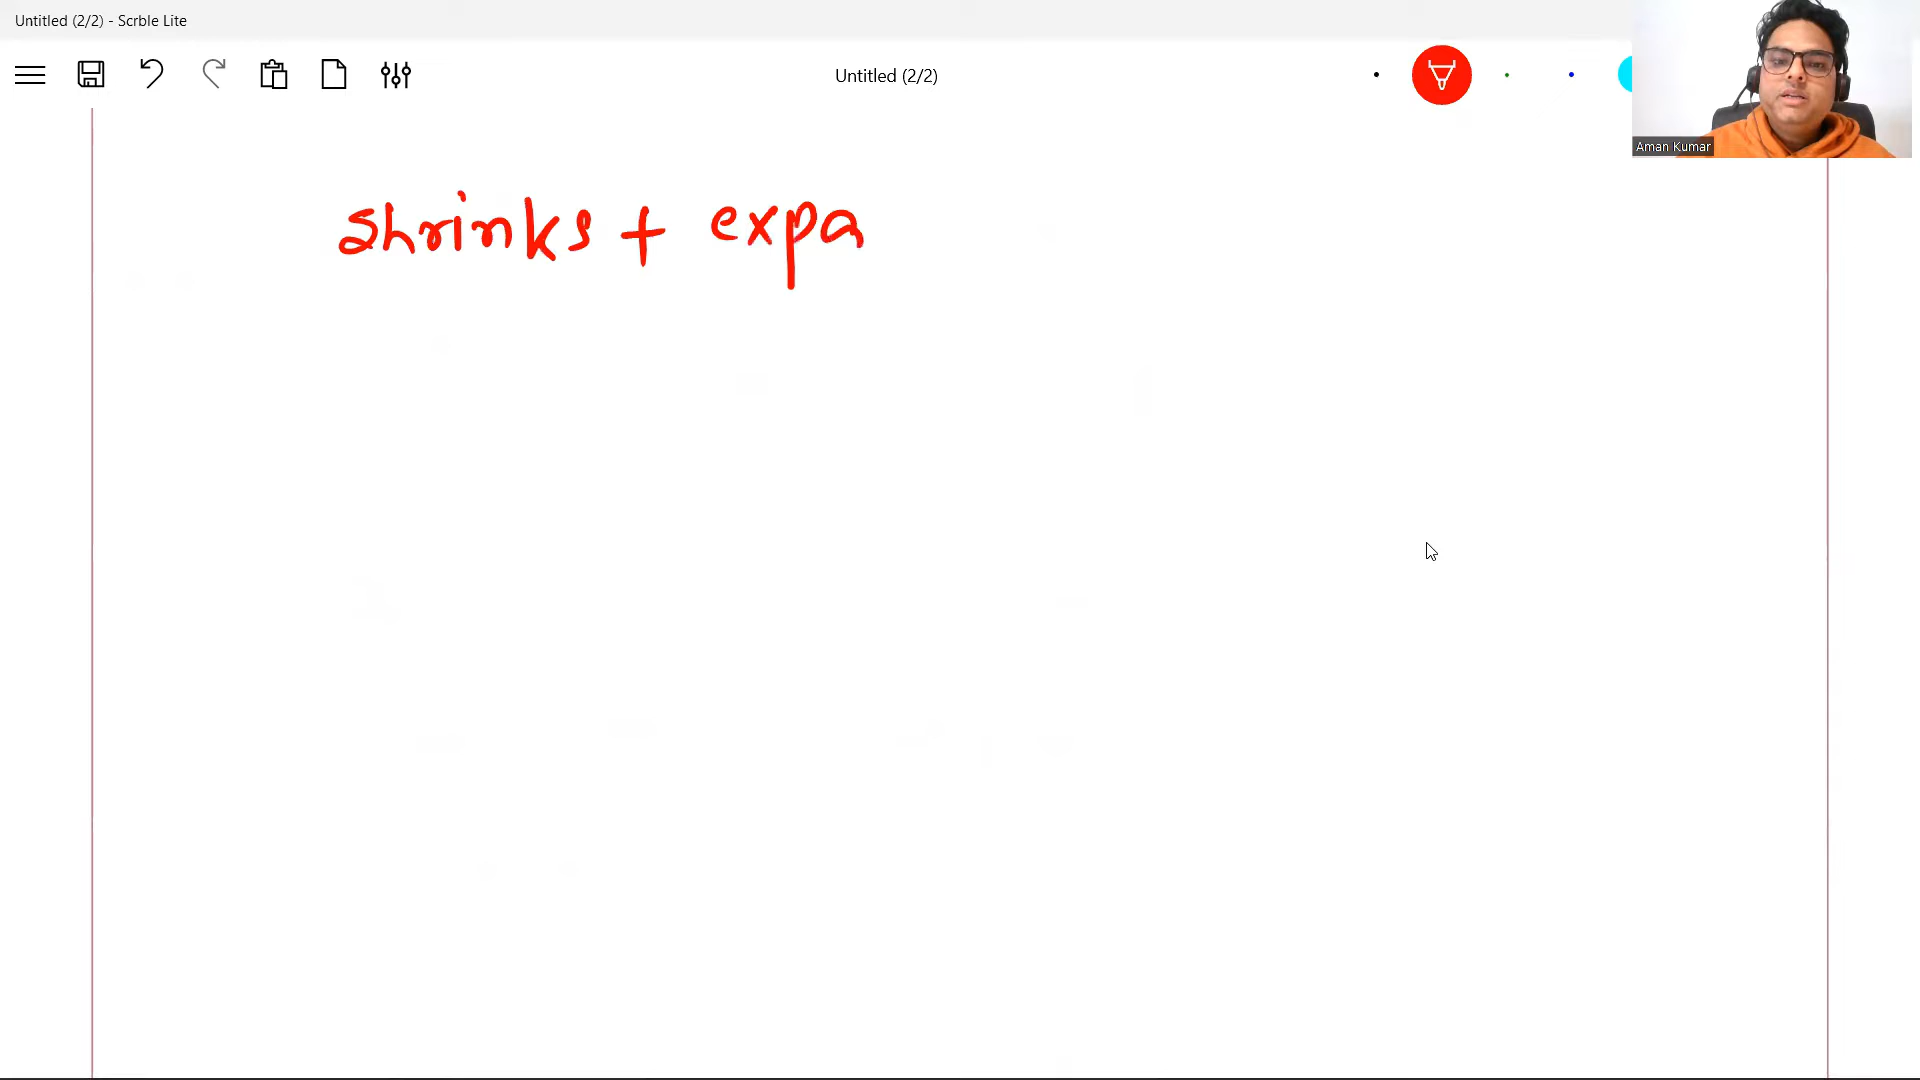 Untitled (2/2) - Scrble Lite
Untitled (2/2)
Aman Kumar
shrinks + expa